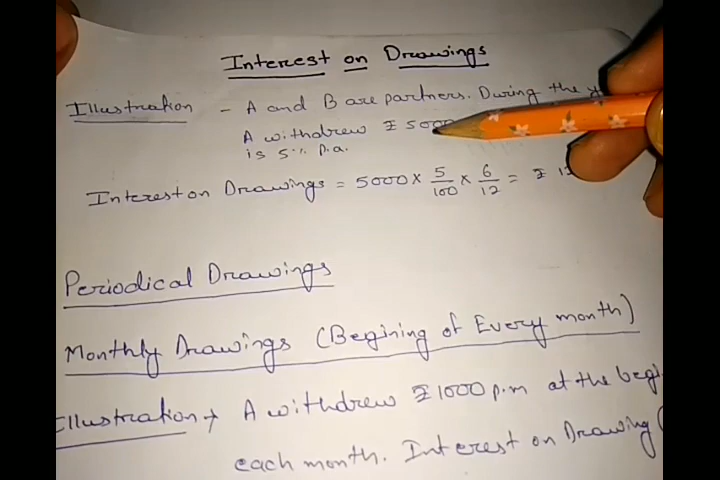 Interest on Drawings
Illustration - A and B are partners. During the
A withdrew ₹ 5000
is 5% p.a.
Interest on Drawings = 5000 × 5/100 × 6/12 = ₹
Periodical Drawings
Monthly Drawings (Begining of Every month)
Illustration → A withdrew ₹1000 p.m at the
each month. Interest on Drawing